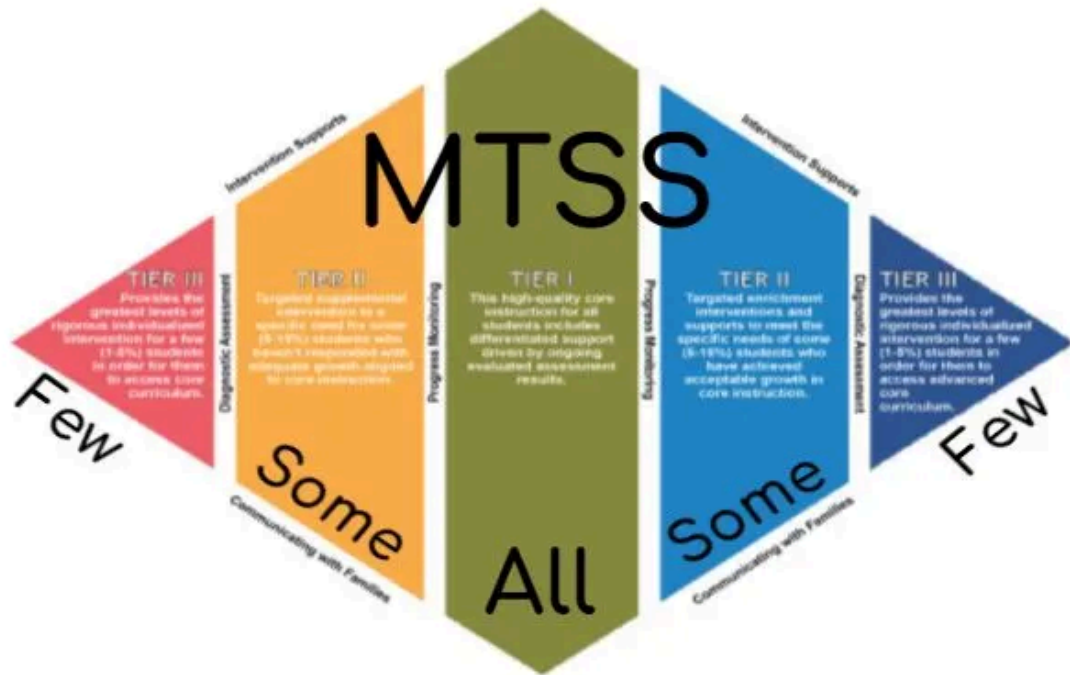 MTSS
Intervention Supports
Intervention Supports
TIER III
Provides the
greatest levels of
rigorous individualized
intervention for a few
(1-5%) students
in order for them
to access core
curriculum.
Few
Diagnostic Assessment
TIER II
Targeted supplemental
intervention to a
specific need for some
(5-15%) students who
haven't responded with
adequate growth aligned
to core instruction.
Some
Progress Monitoring
TIER I
This high-quality core
instruction for all
students includes
differentiated support
driven by ongoing
evaluated assessment
results.
All
Progress Monitoring
TIER II
Targeted enrichment
interventions and
supports to meet the
specific needs of some
(5-15%) students who
have achieved
acceptable growth in
core instruction.
Some
Diagnostic Assessment
TIER III
Provides the
greatest levels of
rigorous individualized
intervention for a few
(1-5%) students in
order for them to
access advanced
core
curriculum.
Few
Communicating with Families
Communicating with Families